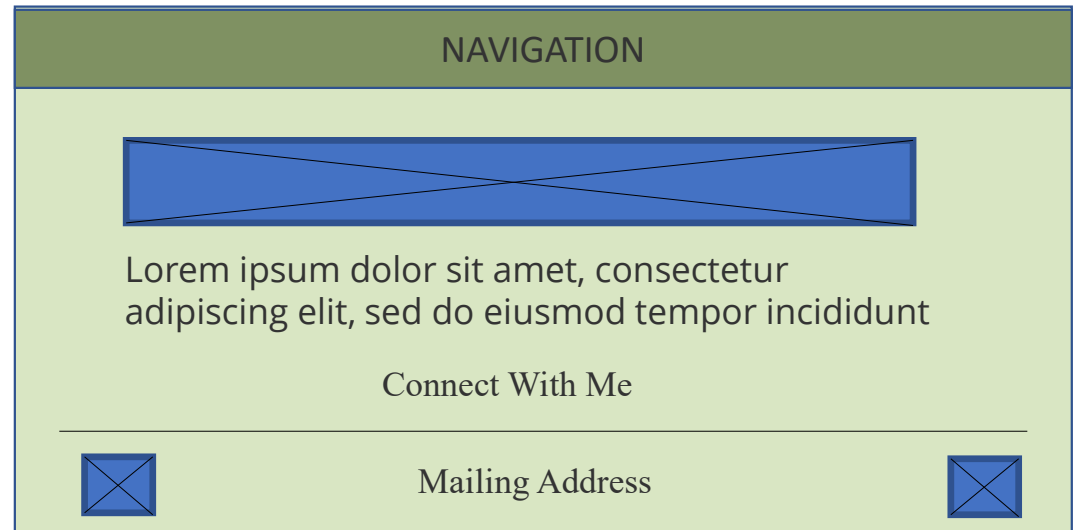 NAVIGATION
Lorem ipsum dolor sit amet, consectetur
adipiscing elit, sed do eiusmod tempor incididunt
Connect With Me
Mailing Address